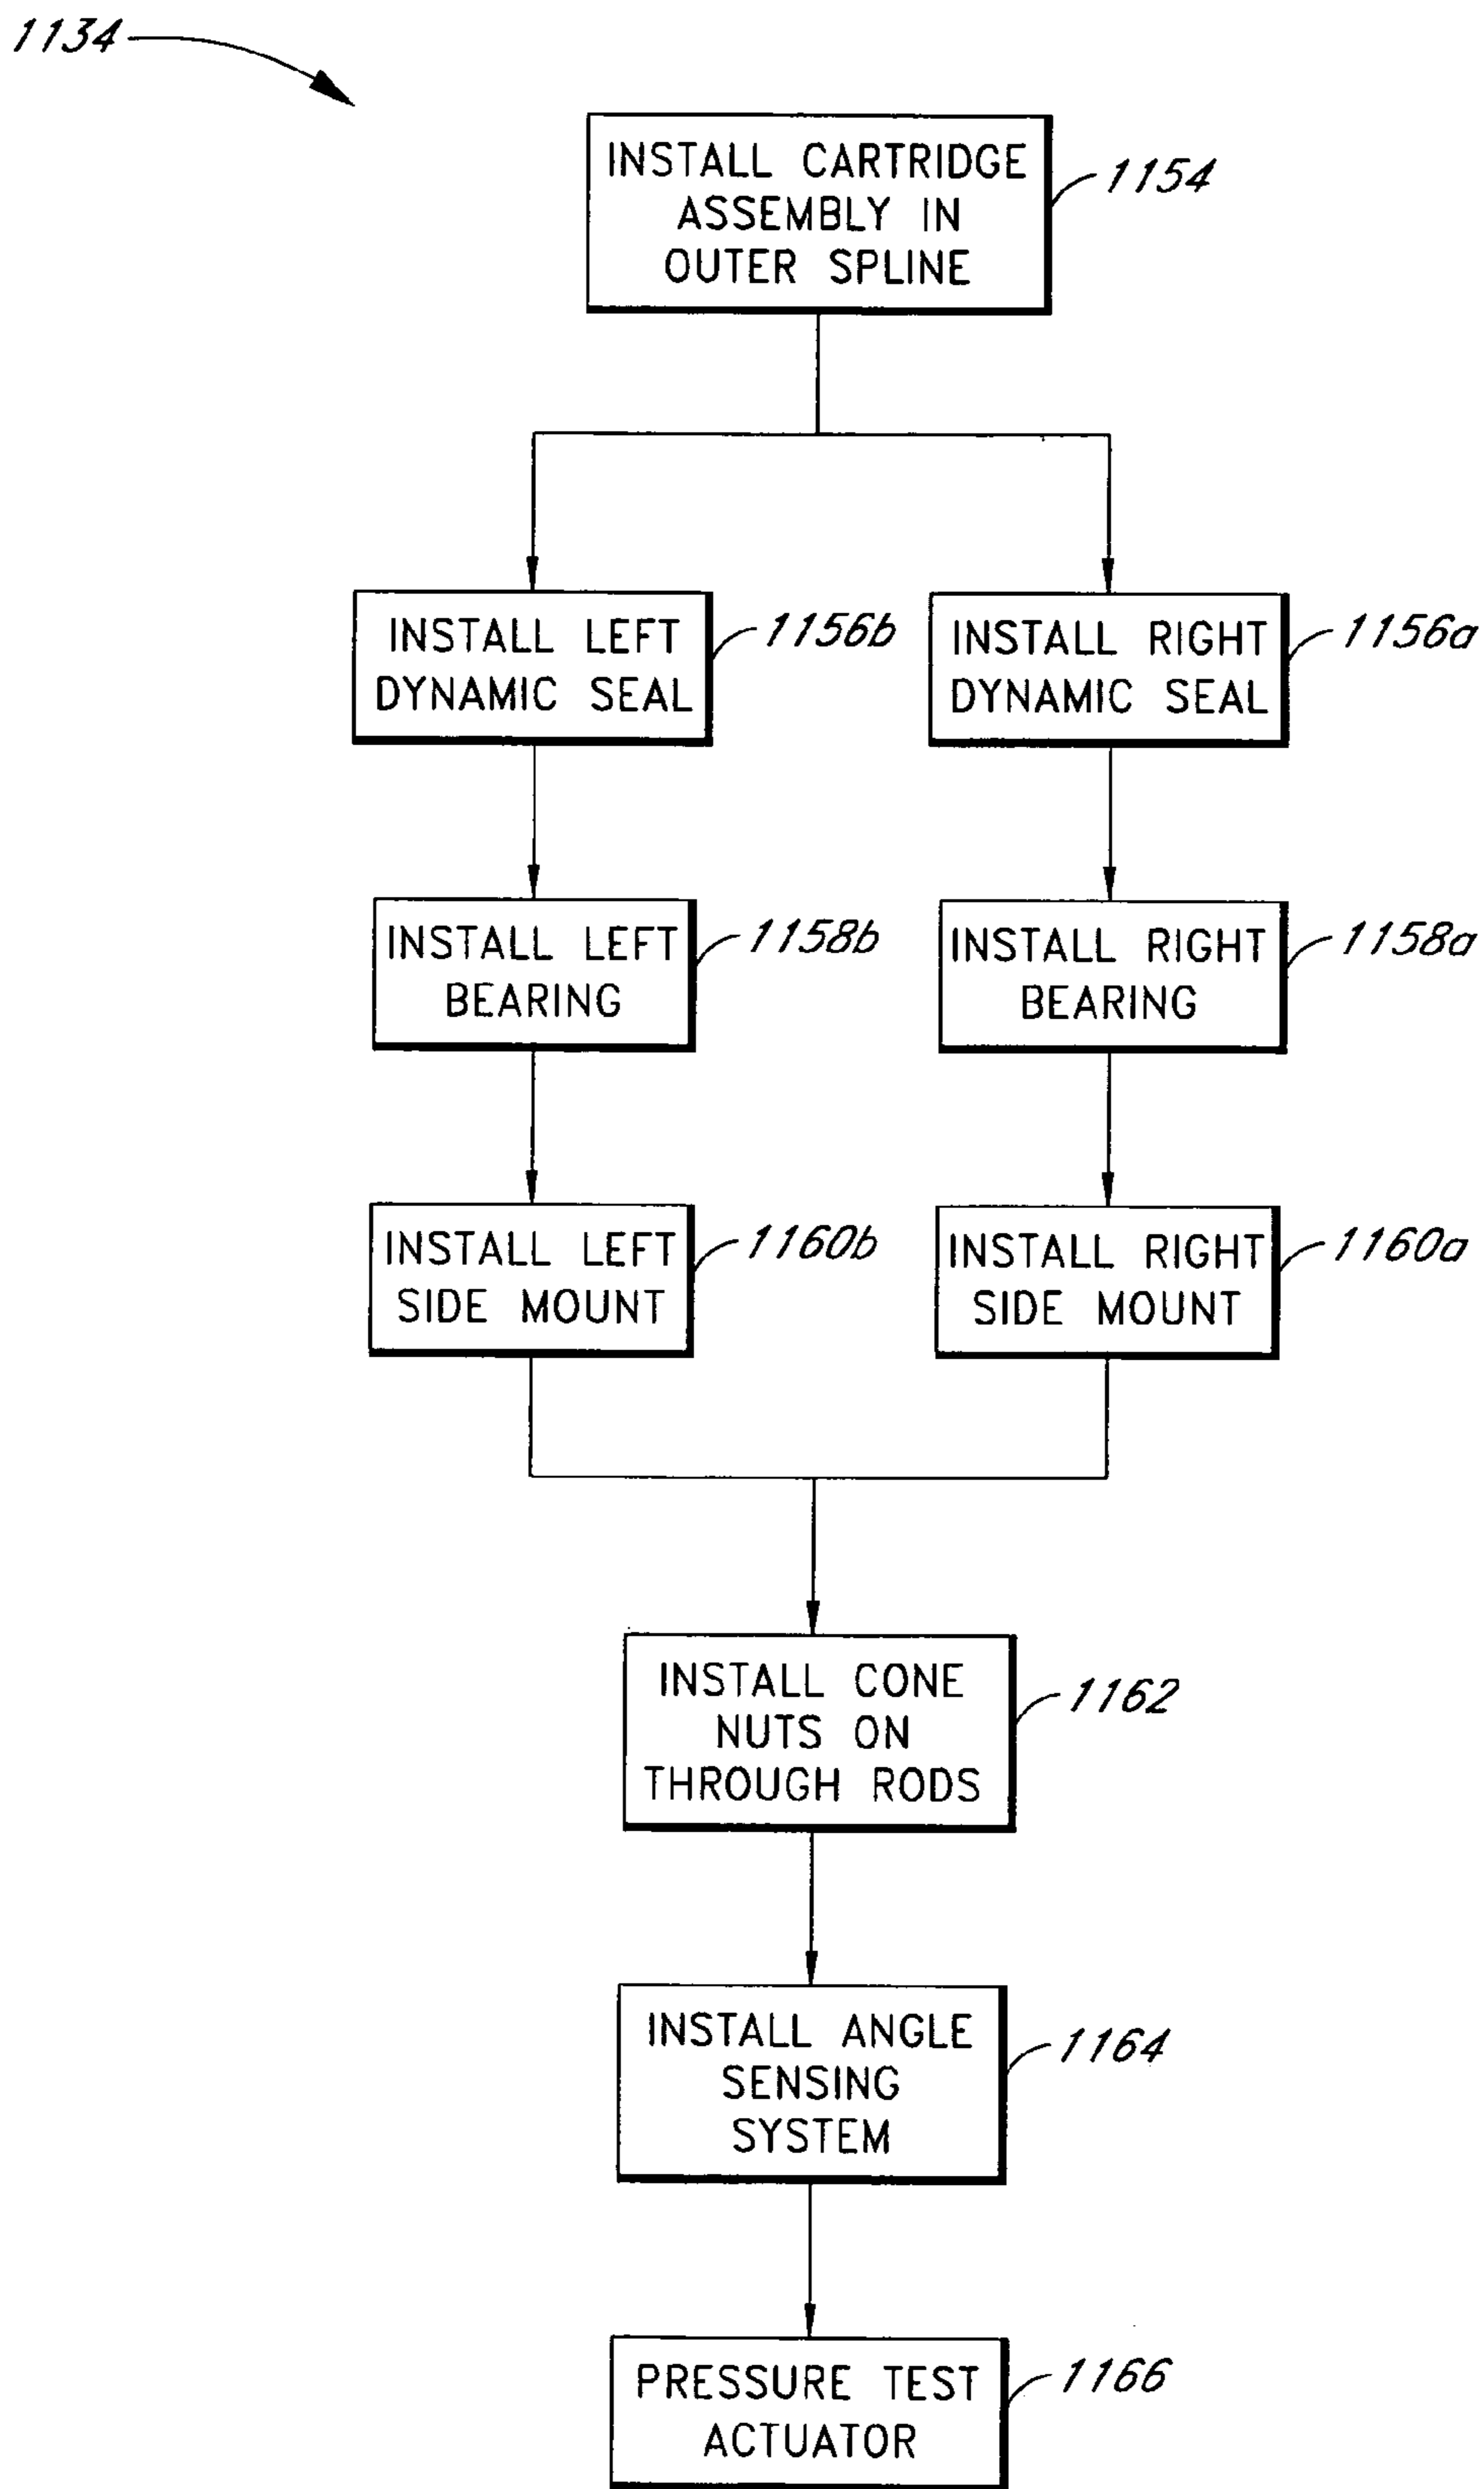 1134
INSTALL CARTRIDGE
ASSEMBLY IN
OUTER SPLINE
1154
INSTALL LEFT
DYNAMIC SEAL
1156b
INSTALL RIGHT
DYNAMIC SEAL
1156a
INSTALL LEFT
BEARING
1158b
INSTALL RIGHT
BEARING
1158a
INSTALL LEFT
SIDE MOUNT
1160b
INSTALL RIGHT
SIDE MOUNT
1160a
INSTALL CONE
NUTS ON
THROUGH RODS
1162
INSTALL ANGLE
SENSING
SYSTEM
1164
PRESSURE TEST
ACTUATOR
1166